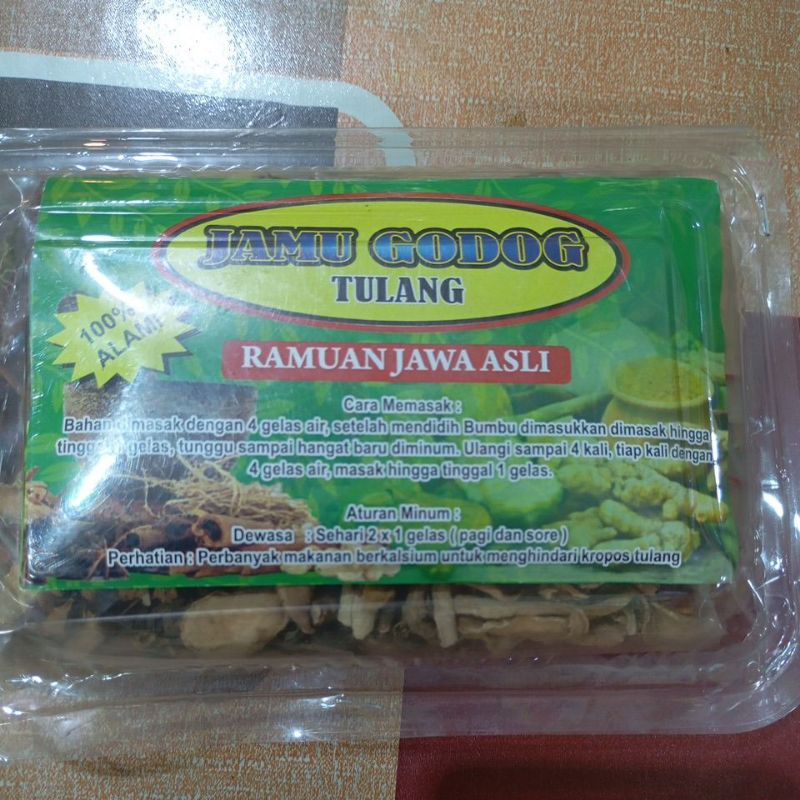 JAMU GODOG
TULANG
100%
ALAMI
RAMUAN JAWA ASLI
Cara Memasak :
Bahan dimasak dengan 4 gelas air, setelah mendidih Bumbu dimasukkan dimasak hingga
gelas, tunggu sampai hangat baru diminum. Ulangi sampai 4 kali, tiap kali dengan
4 gelas air, masak hingga tinggal 1 gelas.
Aturan Minum :
Dewasa : Sehari 2 x 1 gelas ( pagi dan sore )
Perhatian : Perbanyak makanan berkalsium untuk menghindari kropos tulang